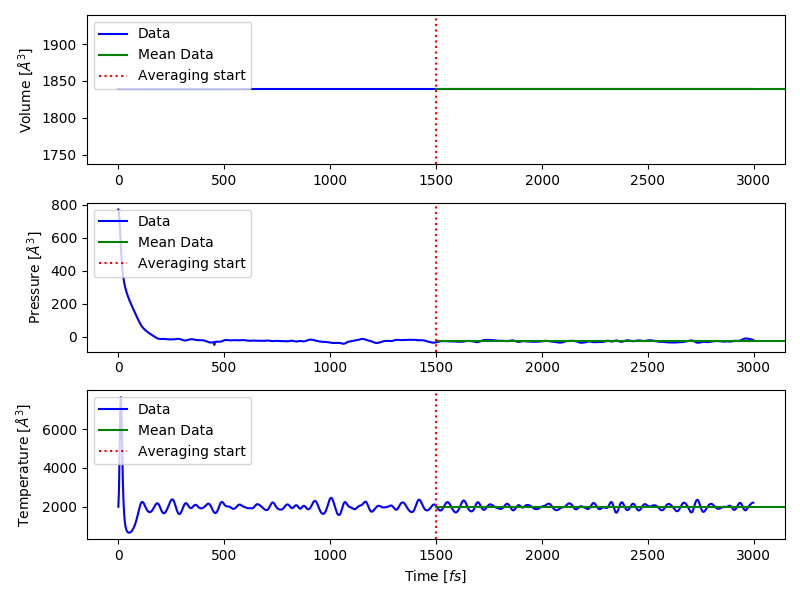 Volume [Å³]
1900
1850
1800
1750
Data
Mean Data
Averaging start
0 500 1000 1500 2000 2500 3000
Pressure [Å³]
800
600
400
200
0
Data
Mean Data
Averaging start
0 500 1000 1500 2000 2500 3000
Temperature [Å³]
6000
4000
2000
Data
Mean Data
Averaging start
0 500 1000 1500 2000 2500 3000
Time [fs]